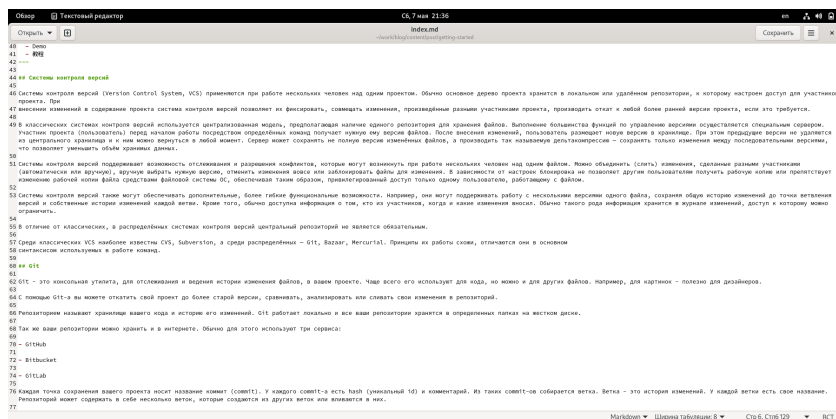 Обзор Текстовый редактор Сб, 7 мая 21:36 en
Открыть index.md Сохранить
~/work/blog/content/post/getting-started
40 - Demo
41 - 教程
42 ---
43
44 ## Системы контроля версий
45
46 Системы контроля версий (Version Control System, VCS) применяются при работе нескольких человек над одним проектом. Обычно основное дерево проекта хранится в локальном или удалённом репозитории, к которому настроен доступ для участников
проекта. При
47 внесении изменений в содержание проекта система контроля версий позволяет их фиксировать, совмещать изменения, произведённые разными участниками проекта, производить откат к любой более ранней версии проекта, если это требуется.
48
49 В классических системах контроля версий используется централизованная модель, предполагающая наличие единого репозитория для хранения файлов. Выполнение большинства функций по управлению версиями осуществляется специальным сервером.
Участник проекта (пользователь) перед началом работы посредством определённых команд получает нужную ему версию файлов. После внесения изменений, пользователь размещает новую версию в хранилище. При этом предыдущие версии не удаляются
из центрального хранилища и к ним можно вернуться в любой момент. Сервер может сохранять не полную версию изменённых файлов, а производить так называемую дельтакомпрессию — сохранять только изменения между последовательными версиями,
что позволяет уменьшить объём хранимых данных.
50
51 Системы контроля версий поддерживают возможность отслеживания и разрешения конфликтов, которые могут возникнуть при работе нескольких человек над одним файлом. Можно объединить (слить) изменения, сделанные разными участниками
(автоматически или вручную), вручную выбрать нужную версию, отменить изменения вовсе или заблокировать файлы для изменения. В зависимости от настроек блокировка не позволяет другим пользователям получить рабочую копию или препятствует
изменению рабочей копии файла средствами файловой системы ОС, обеспечивая таким образом, привилегированный доступ только одному пользователю, работающему с файлом.
52
53 Системы контроля версий также могут обеспечивать дополнительные, более гибкие функциональные возможности. Например, они могут поддерживать работу с несколькими версиями одного файла, сохраняя общую историю изменений до точки ветвления
версий и собственные истории изменений каждой ветви. Кроме того, обычно доступна информация о том, кто из участников, когда и какие изменения вносил. Обычно такого рода информация хранится в журнале изменений, доступ к которому можно
ограничить.
54
55 В отличие от классических, в распределённых системах контроля версий центральный репозиторий не является обязательным.
56
57 Среди классических VCS наиболее известны CVS, Subversion, а среди распределённых — Git, Bazaar, Mercurial. Принципы их работы схожи, отличаются они в основном
58 синтаксисом используемых в работе команд.
59
60 ## Git
61
62 Git - это консольная утилита, для отслеживания и ведения истории изменения файлов, в вашем проекте. Чаще всего его используют для кода, но можно и для других файлов. Например, для картинок - полезно для дизайнеров.
63
64 С помощью Git-a вы можете откатить свой проект до более старой версии, сравнивать, анализировать или сливать свои изменения в репозиторий.
65
66 Репозиторием называют хранилище вашего кода и историю его изменений. Git работает локально и все ваши репозитории хранятся в определенных папках на жестком диске.
67
68 Так же ваши репозитории можно хранить и в интернете. Обычно для этого используют три сервиса:
69
70 - GitHub
71
72 - Bitbucket
73
74 - GitLab
75
76 Каждая точка сохранения вашего проекта носит название коммит (commit). У каждого commit-a есть hash (уникальный id) и комментарий. Из таких commit-ов собирается ветка. Ветка - это история изменений. У каждой ветки есть свое название.
Репозиторий может содержать в себе несколько веток, которые создаются из других веток или вливаются в них.
77
Markdown Ширина табуляции: 8 Стр 6, Стлб 129 ВСТ